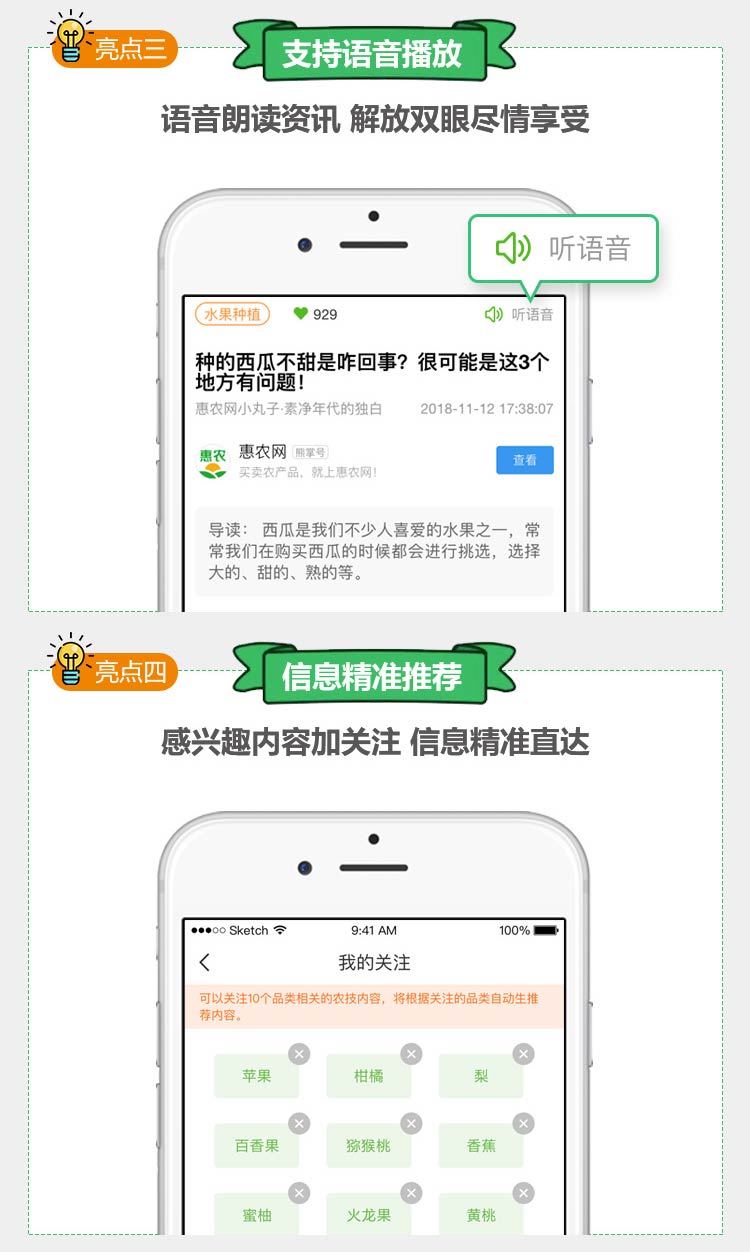 亮点三
支持语音播放
语音朗读资讯 解放双眼尽情享受
听语音
水果种植 929 听语音
种的西瓜不甜是咋回事？很可能是这3个
地方有问题！
惠农网小丸子·素净年代的独白 2018-11-12 17:38:07
惠农
惠农网 熊掌号
买卖农产品，就上惠农网！
查看
导读： 西瓜是我们不少人喜爱的水果之一，常
常我们在购买西瓜的时候都会进行挑选，选择
大的、甜的、熟的等。
亮点四
信息精准推荐
感兴趣内容加关注 信息精准直达
Sketch 9:41 AM 100%
我的关注
可以关注10个品类相关的农技内容，将根据关注的品类自动生推
荐内容。
苹果 柑橘 梨
百香果 猕猴桃 香蕉
蜜柚 火龙果 黄桃